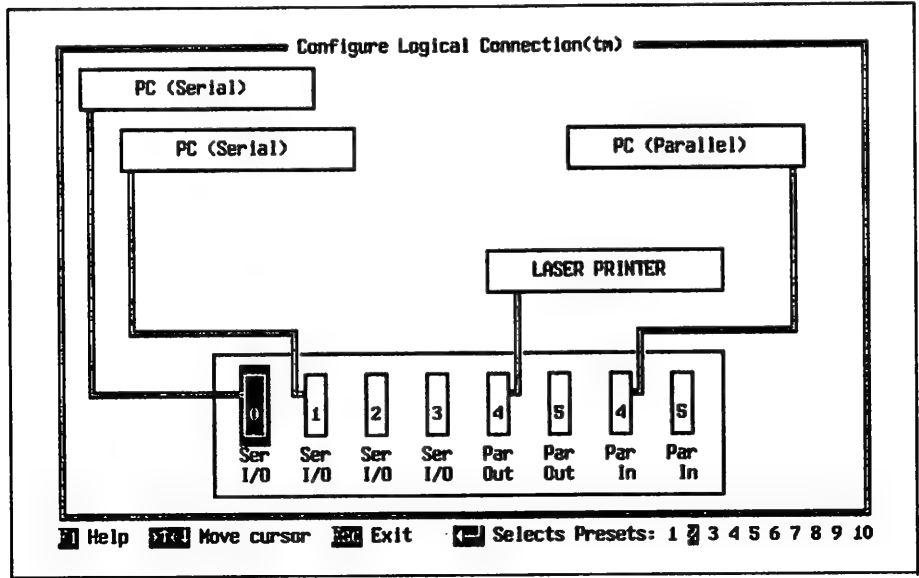 Configure Logical Connection(tm)
PC (Serial)
PC (Serial)
PC (Parallel)
LASER PRINTER
0 1 2 3 4 5 4 5
Ser Ser Ser Ser Par Par Par Par
I/O I/O I/O I/O Out Out In In
F1 Help Move cursor ESC Exit Selects Presets: 1 2 3 4 5 6 7 8 9 10